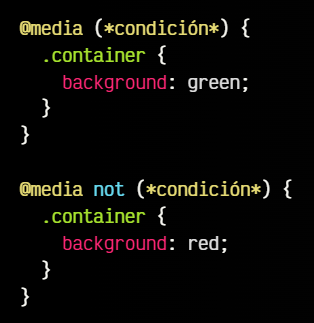 @media (*condición*) {
.container {
background: green;
}
}
@media not (*condición*) {
.container {
background: red;
}
}